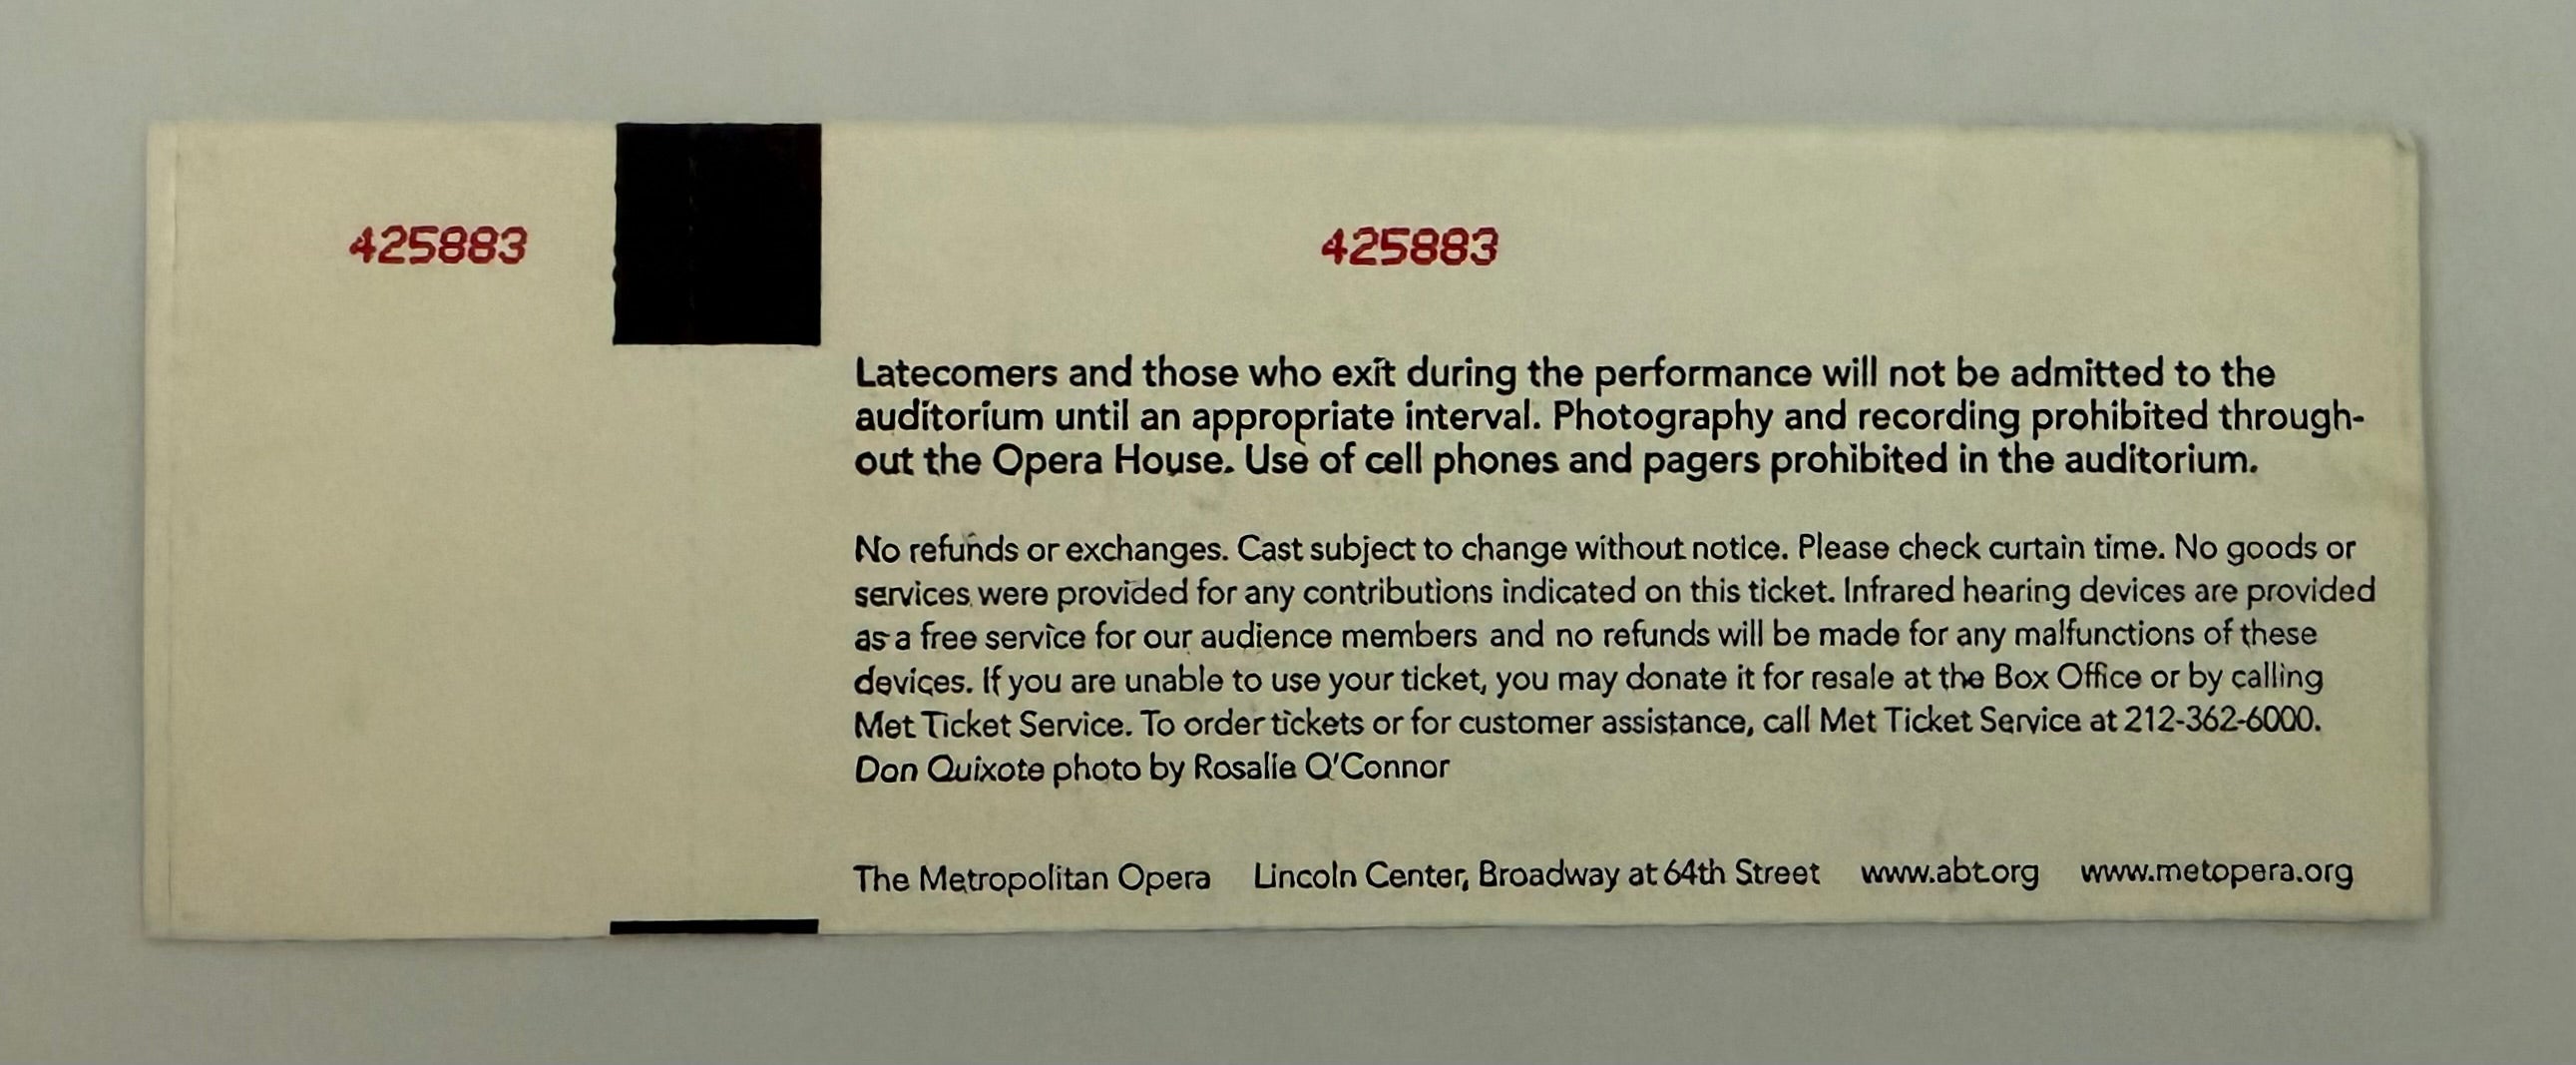 425883
425883
Latecomers and those who exit during the performance will not be admitted to the
auditorium until an appropriate interval. Photography and recording prohibited through-
out the Opera House. Use of cell phones and pagers prohibited in the auditorium.
No refunds or exchanges. Cast subject to change without notice. Please check curtain time. No goods or
services were provided for any contributions indicated on this ticket. Infrared hearing devices are provided
as a free service for our audience members and no refunds will be made for any malfunctions of these
devices. If you are unable to use your ticket, you may donate it for resale at the Box Office or by calling
Met Ticket Service. To order tickets or for customer assistance, call Met Ticket Service at 212-362-6000.
Don Quixote photo by Rosalie O'Connor
The Metropolitan Opera Lincoln Center, Broadway at 64th Street www.abt.org www.metopera.org